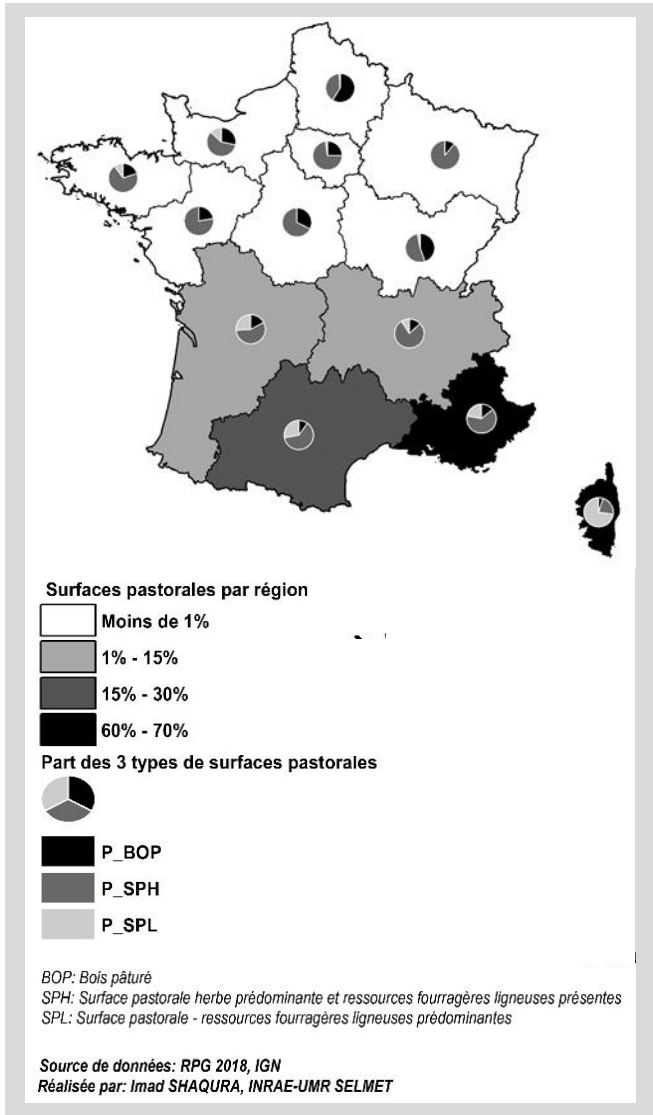 Surfaces pastorales par région
Moins de 1%
1% - 15%
15% - 30%
60% - 70%
Part des 3 types de surfaces pastorales
P_BOP
P_SPH
P_SPL
BOP: Bois pâturé
SPH: Surface pastorale herbe prédominante et ressources fourragères ligneuses présentes
SPL: Surface pastorale - ressources fourragères ligneuses prédominantes
Source de données: RPG 2018, IGN
Réalisée par: Imad SHAQURA, INRAE-UMR SELMET